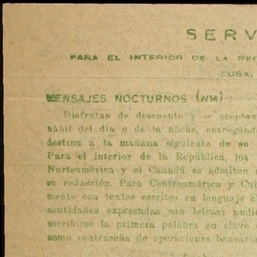 SERV
PARA EL INTERIOR DE LA REP
CUBA,
MENSAJES NOCTURNOS (NM)
Disfrutan de descuento y se aceptan
hábil del día o de la noche, entregánd
destino a la mañana siguiente de su
Para el interior de la República, los
Norteamérica y el Canadá se admiten
su redacción. Para Centroamérica y Cub
mente con textos escritos en lenguaje
cantidades expresadas con letras; pudie
escribirse la primera palabra en clave
como contraseña de operaciones bancaria